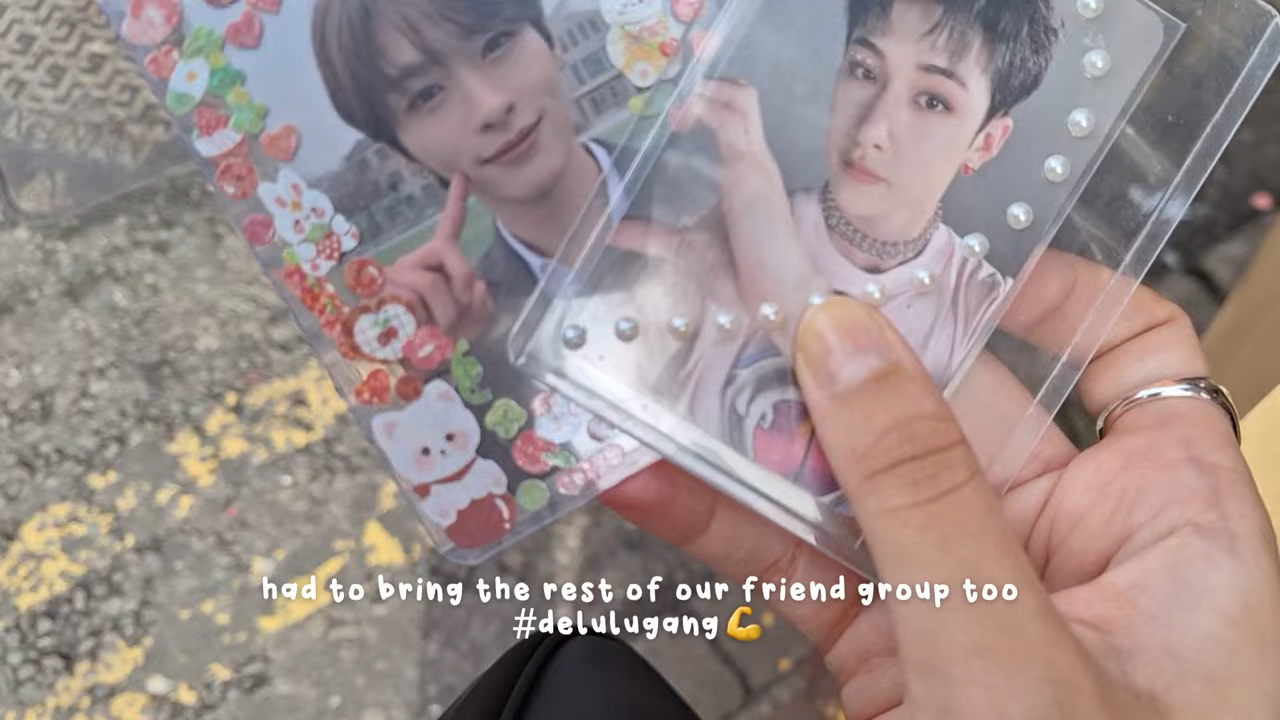 had to bring the rest of our friend group too
#delulugang💪